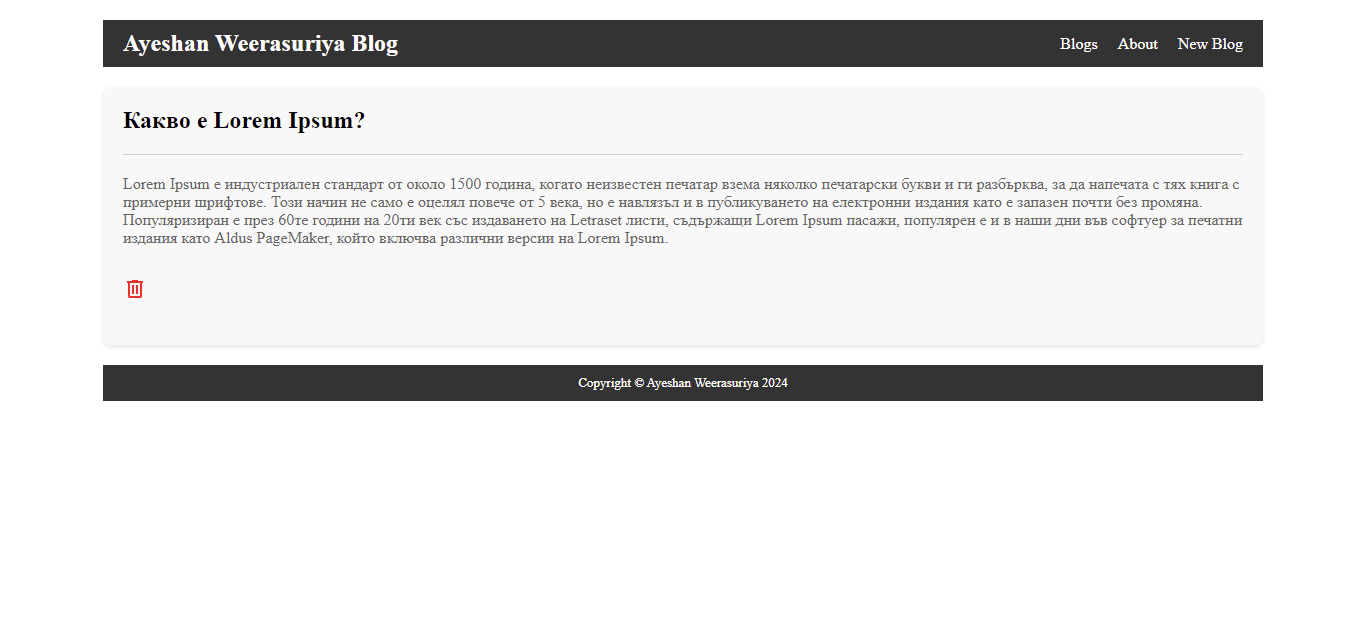 Ayeshan Weerasuriya Blog
Blogs About New Blog
Какво е Lorem Ipsum?
Lorem Ipsum е индустриален стандарт от около 1500 година, когато неизвестен печатар взема няколко печатарски букви и ги разбърква, за да напечата с тях книга с
примерни шрифтове. Този начин не само е оцелял повече от 5 века, но е навлязъл и в публикуването на електронни издания като е запазен почти без промяна.
Популяризиран е през 60те години на 20ти век със издаването на Letraset листи, съдържащи Lorem Ipsum пасажи, популярен е и в наши дни във софтуер за печатни
издания като Aldus PageMaker, който включва различни версии на Lorem Ipsum.
Copyright © Ayeshan Weerasuriya 2024